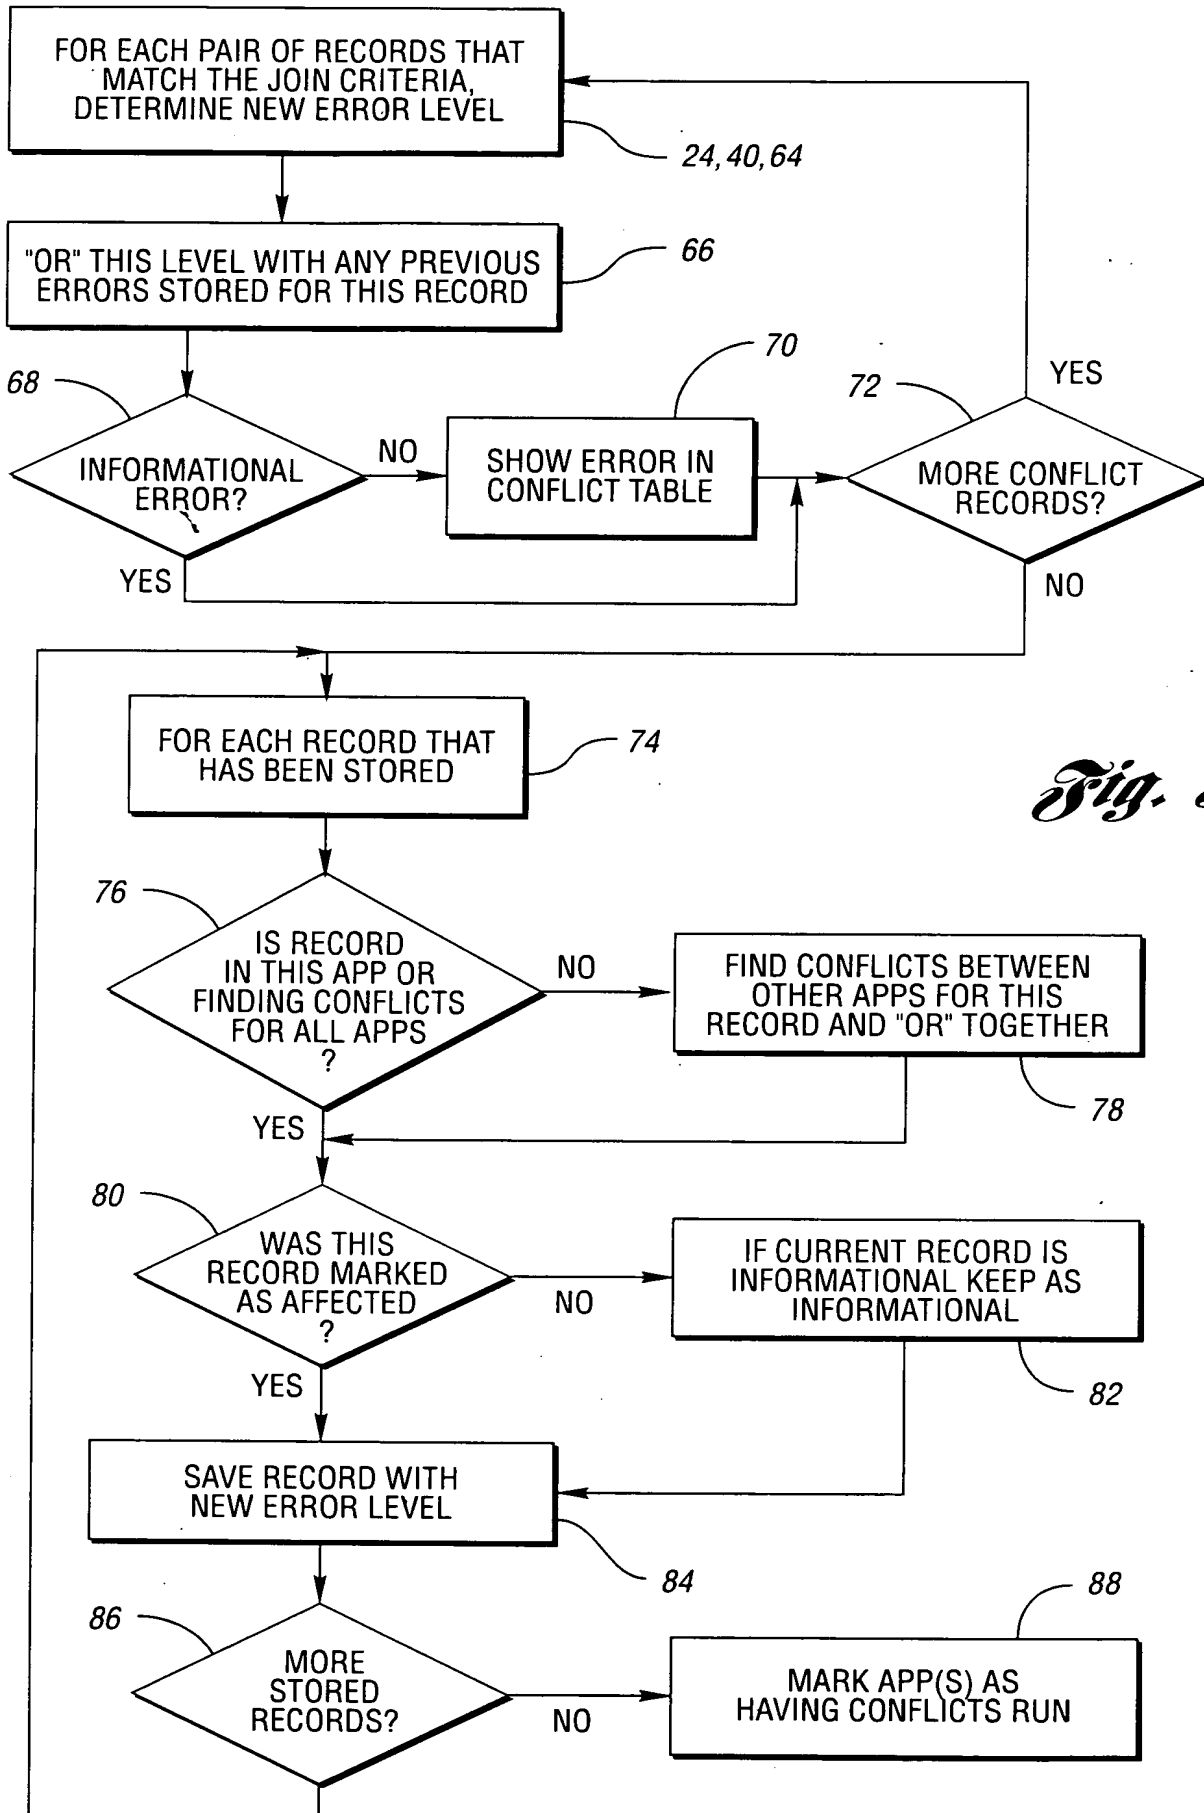 FOR EACH PAIR OF RECORDS THAT
MATCH THE JOIN CRITERIA,
DETERMINE NEW ERROR LEVEL
24, 40, 64
"OR" THIS LEVEL WITH ANY PREVIOUS
ERRORS STORED FOR THIS RECORD
66
68
INFORMATIONAL
ERROR?
NO
YES
70
SHOW ERROR IN
CONFLICT TABLE
72
YES
MORE CONFLICT
RECORDS?
NO
FOR EACH RECORD THAT
HAS BEEN STORED
74
Fig.
76
IS RECORD
IN THIS APP OR
FINDING CONFLICTS
FOR ALL APPS
?
NO
YES
FIND CONFLICTS BETWEEN
OTHER APPS FOR THIS
RECORD AND "OR" TOGETHER
78
80
WAS THIS
RECORD MARKED
AS AFFECTED
?
NO
YES
IF CURRENT RECORD IS
INFORMATIONAL KEEP AS
INFORMATIONAL
82
SAVE RECORD WITH
NEW ERROR LEVEL
84
86
MORE
STORED
RECORDS?
NO
88
MARK APP(S) AS
HAVING CONFLICTS RUN